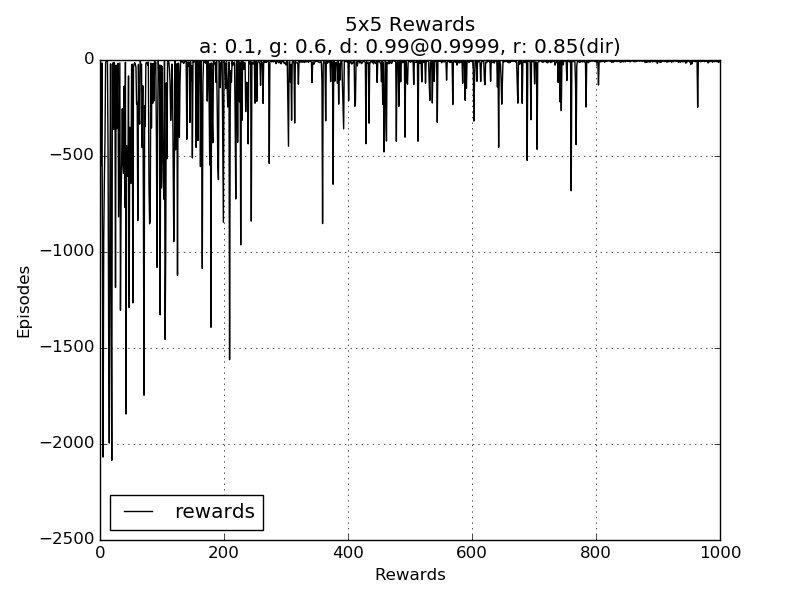 5x5 Rewards
a: 0.1, g: 0.6, d: 0.99@0.9999, r: 0.85(dir)
0
−500
−1000
−1500
−2000
−2500
Episodes
rewards
0 200 400 600 800 1000
Rewards